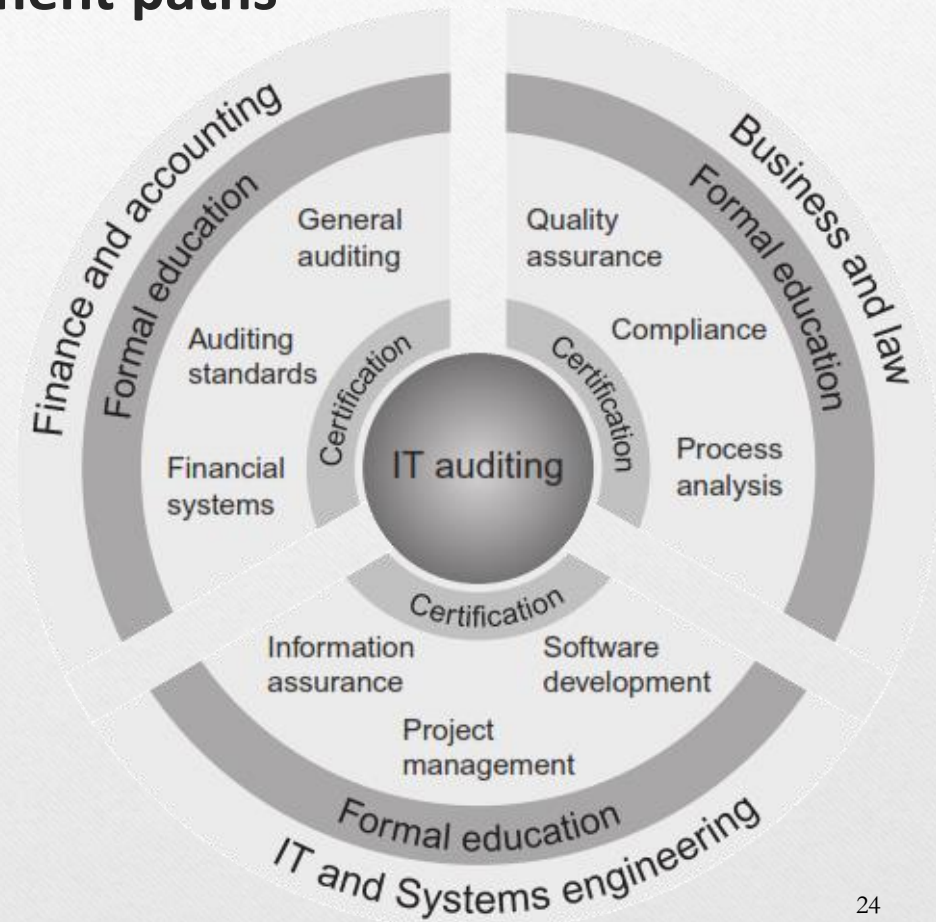 paths
Finance and accounting
Formal education
General
auditing
Auditing
standards
Financial
systems
Certification
Business and law
Formal education
Quality
assurance
Compliance
Process
analysis
Certification
IT auditing
Certification
Information
assurance
Software
development
Project
management
Formal education
IT and Systems engineering
24